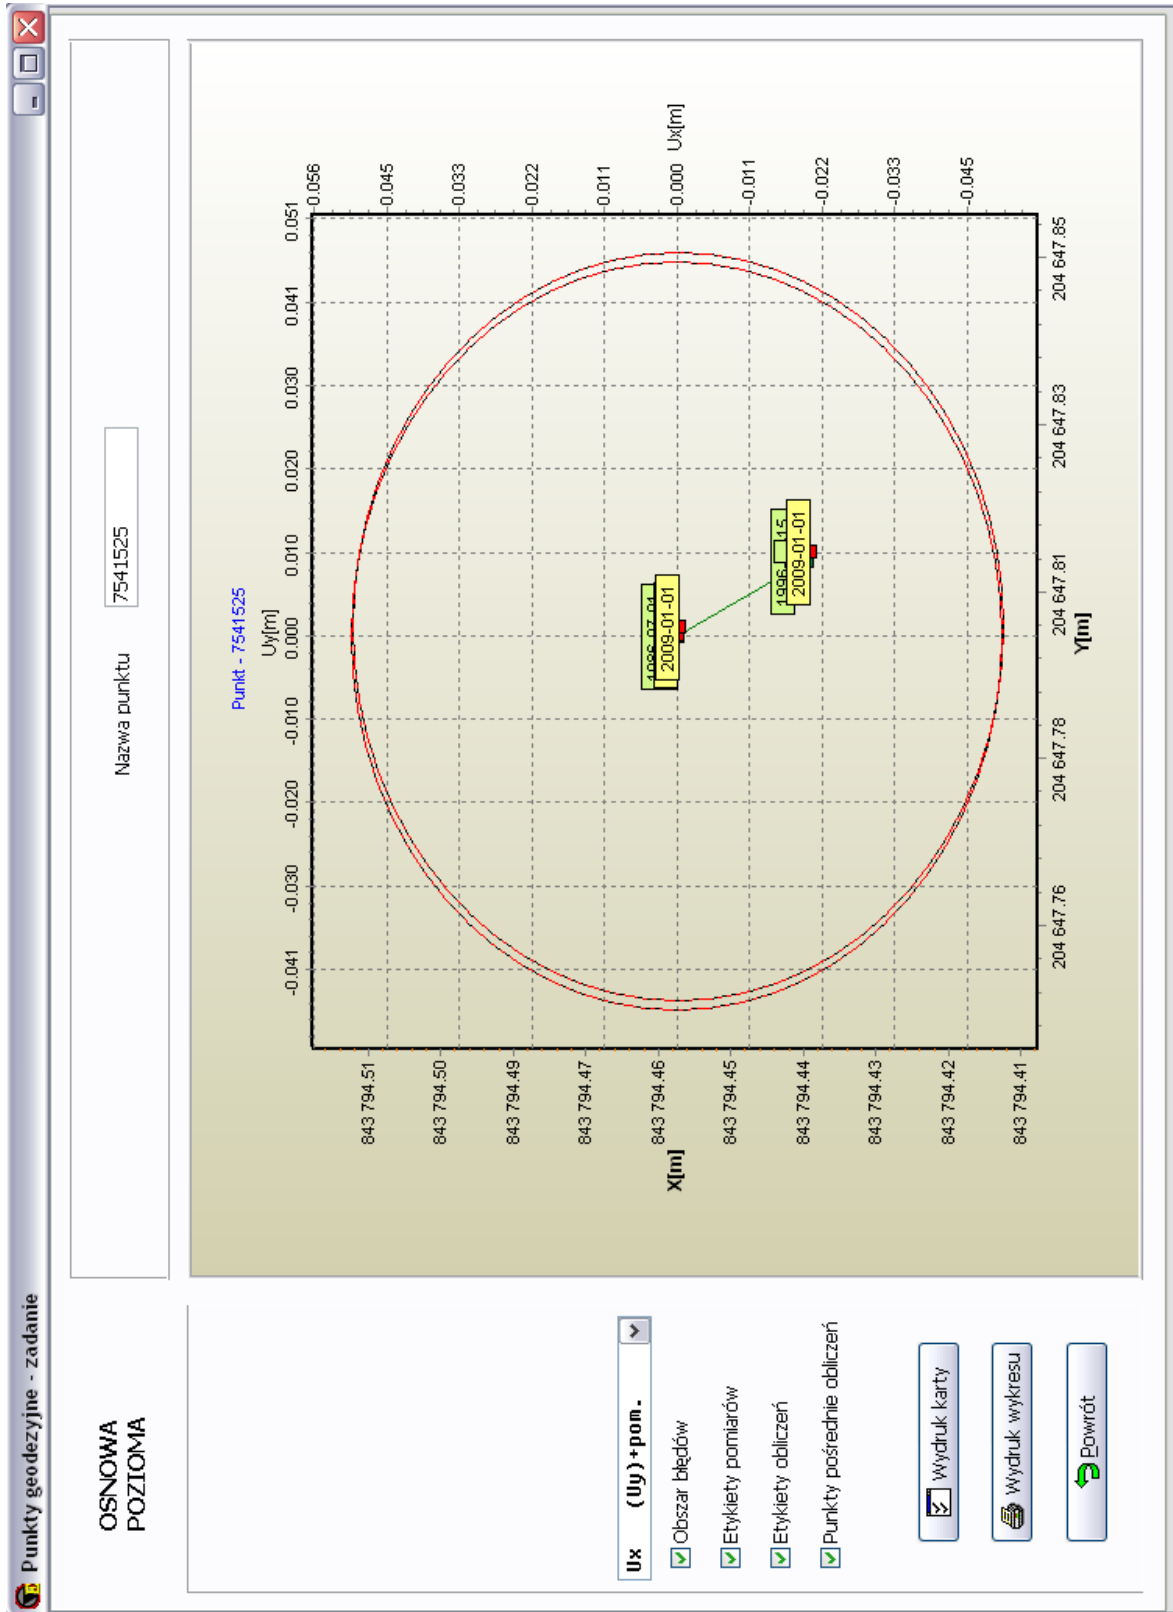 Punkty geodezyjne - zadanie
OSNOWA
POZIOMA
Nazwa punktu
7541525
Punkt - 7541525
Uy[m]
-0.041
-0.030
-0.020
-0.010
0.000
0.010
0.020
0.030
0.041
0.051
X[m]
843 794.51
843 794.50
843 794.49
843 794.47
843 794.46
843 794.45
843 794.44
843 794.43
843 794.42
843 794.41
0.056
0.045
0.033
0.022
0.011
0.000
-0.011
-0.022
-0.033
-0.045
Ux[m]
1986-07-01
2009-01-01
1996 15
2009-01-01
204 647.76
204 647.78
204 647.81
204 647.83
204 647.85
Y[m]
Ux (Uy)+pom.
Obszar błędów
Etykiety pomiarów
Etykiety obliczeń
Punkty pośrednie obliczeń
Wydruk karty
Wydruk wykresu
Powrót